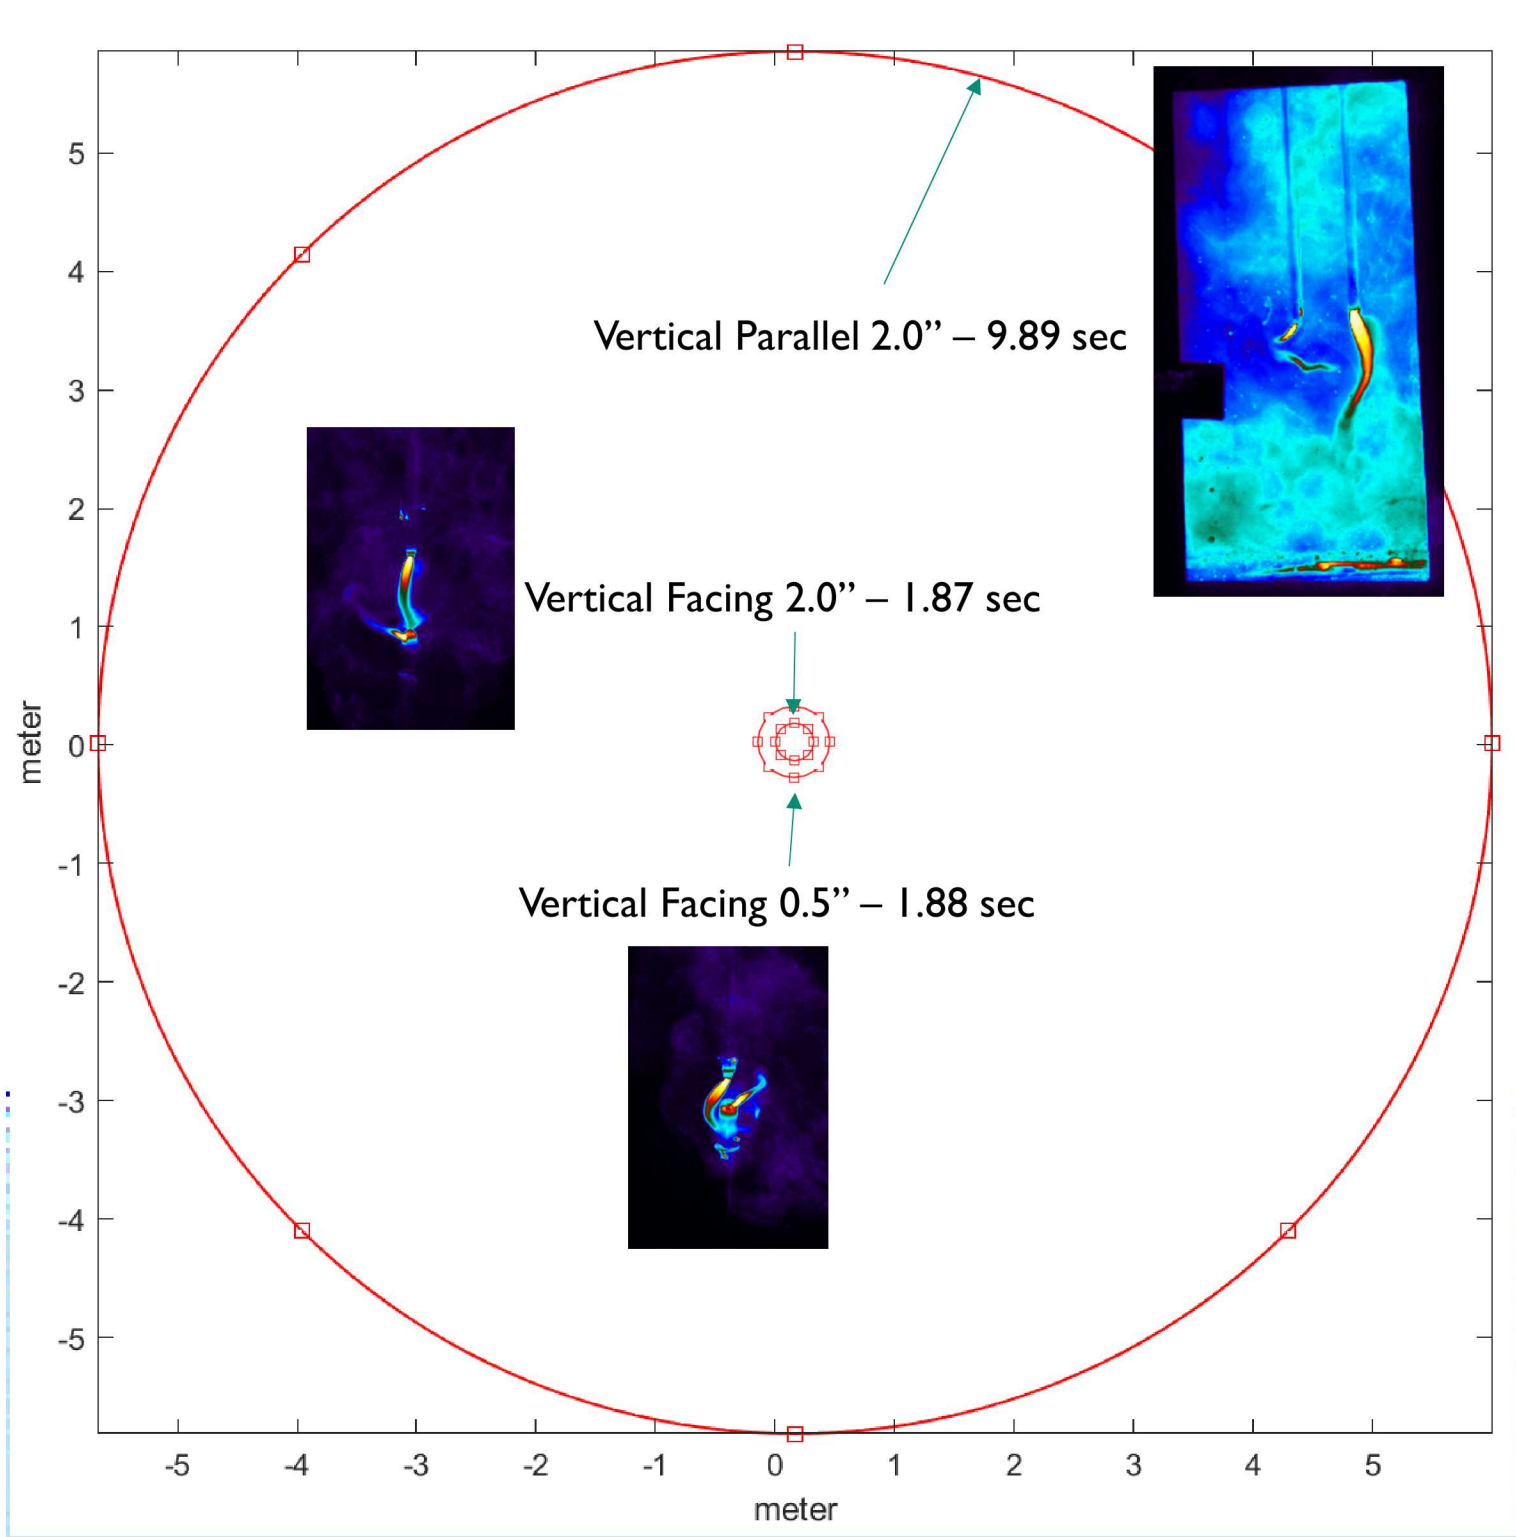 5
4
Vertical Parallel 2.0” – 9.89 sec
3
2
Vertical Facing 2.0” – 1.87 sec
1
meter
0
-1
Vertical Facing 0.5” – 1.88 sec
-2
-3
-4
-5
-5 -4 -3 -2 -1 0 1 2 3 4 5
meter